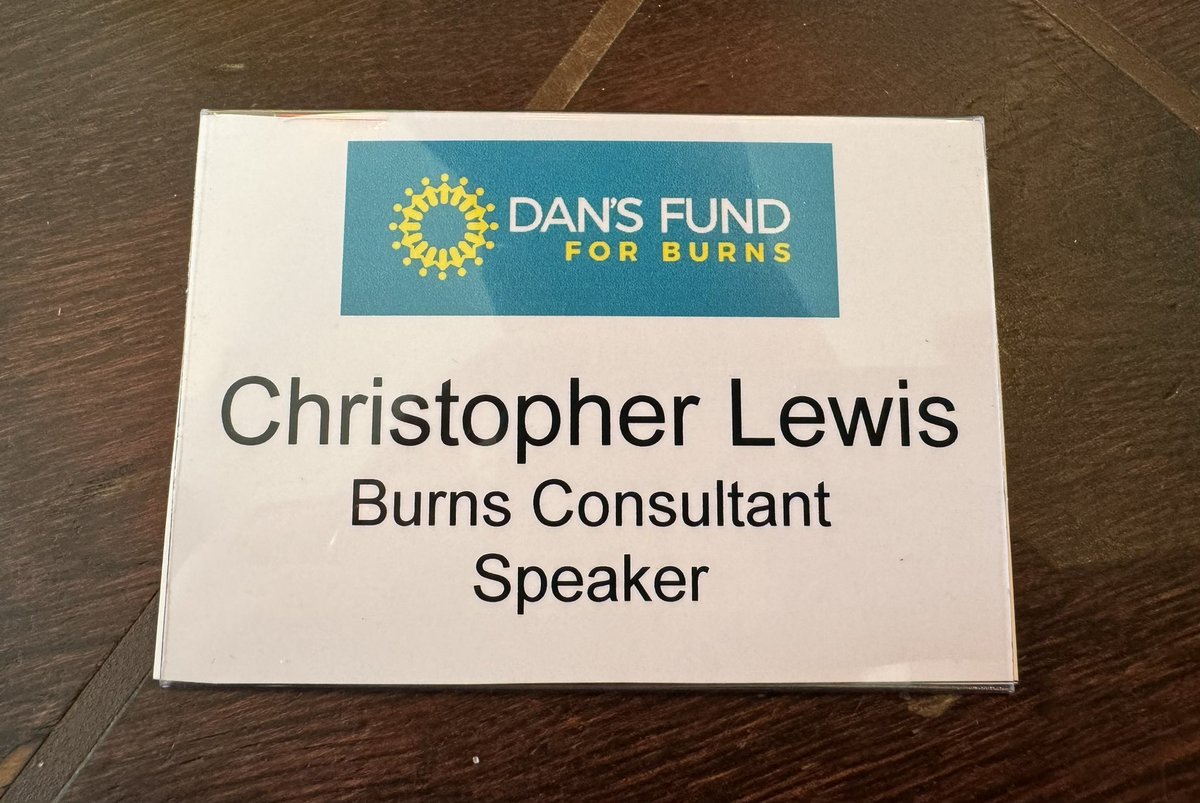 DAN'S FUND
FOR BURNS
Christopher Lewis
Burns Consultant
Speaker